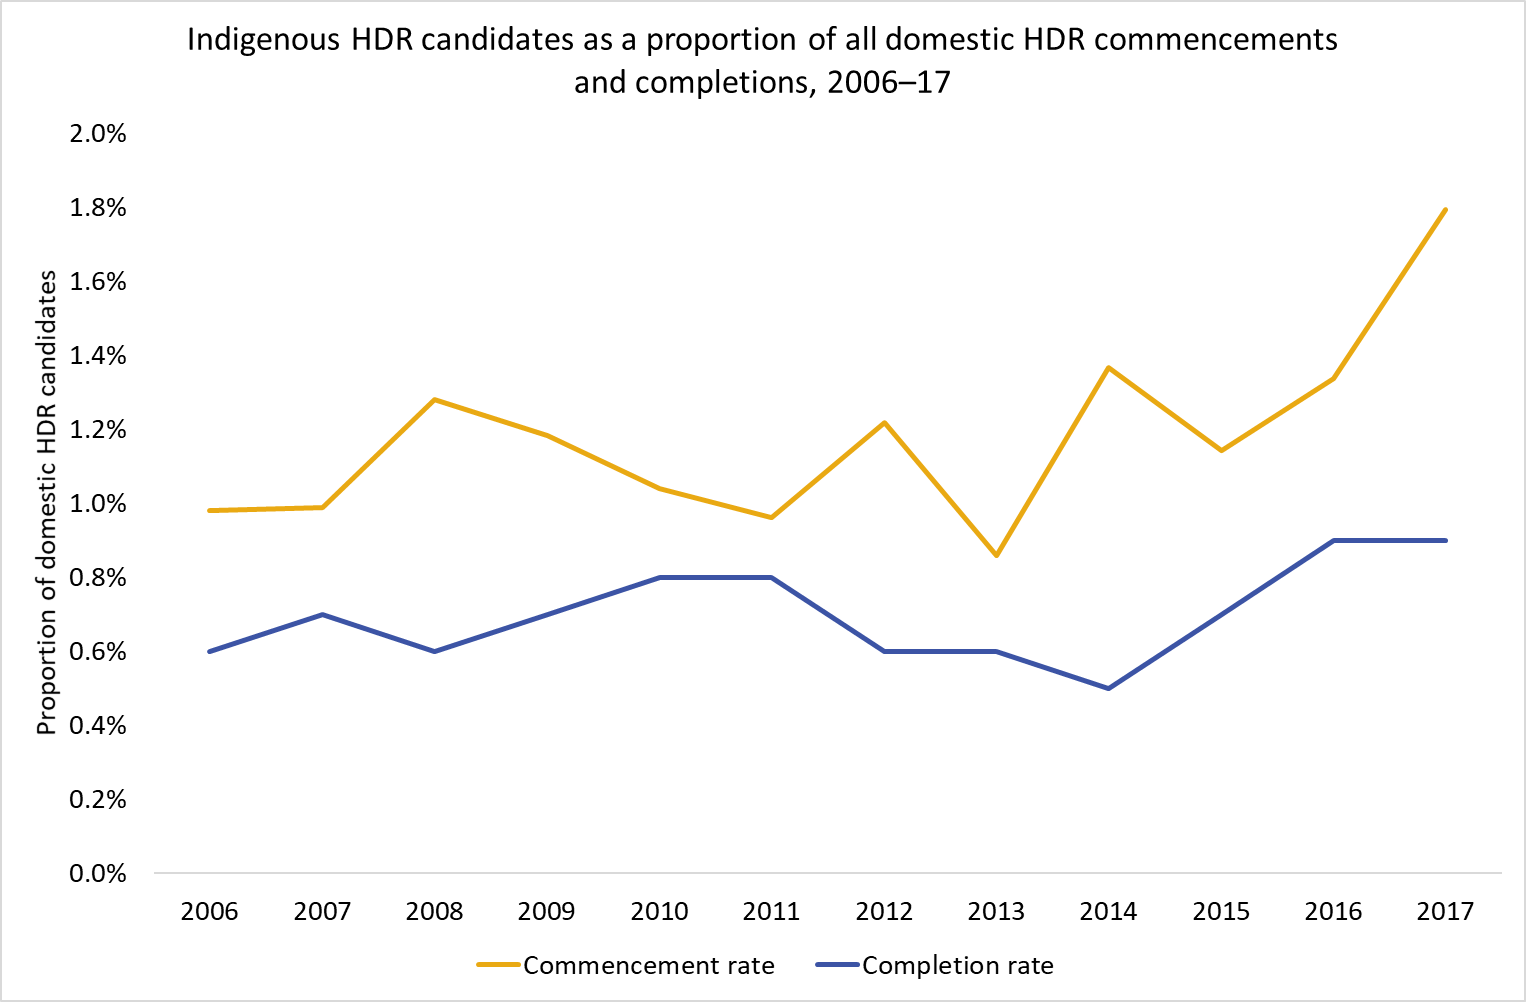 Indigenous HDR candidates as a proportion of all domestic HDR commencements
and completions, 2006–17
Proportion of domestic HDR candidates
2.0%
1.8%
1.6%
1.4%
1.2%
1.0%
0.8%
0.6%
0.4%
0.2%
0.0%
2006 2007 2008 2009 2010 2011 2012 2013 2014 2015 2016 2017
Commencement rate Completion rate